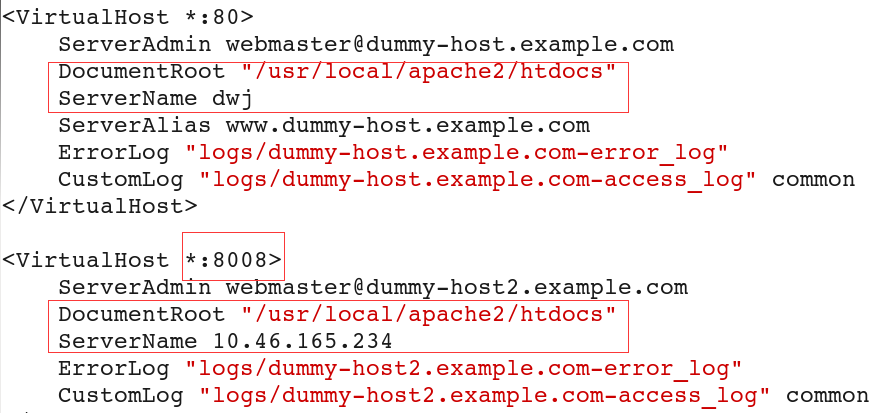 <VirtualHost *:80>
ServerAdmin webmaster@dummy-host.example.com
DocumentRoot "/usr/local/apache2/htdocs"
ServerName dwj
ServerAlias www.dummy-host.example.com
ErrorLog "logs/dummy-host.example.com-error_log"
CustomLog "logs/dummy-host.example.com-access_log" common
</VirtualHost>
<VirtualHost *:8008>
ServerAdmin webmaster@dummy-host2.example.com
DocumentRoot "/usr/local/apache2/htdocs"
ServerName 10.46.165.234
ErrorLog "logs/dummy-host2.example.com-error_log"
CustomLog "logs/dummy-host2.example.com-access_log" common